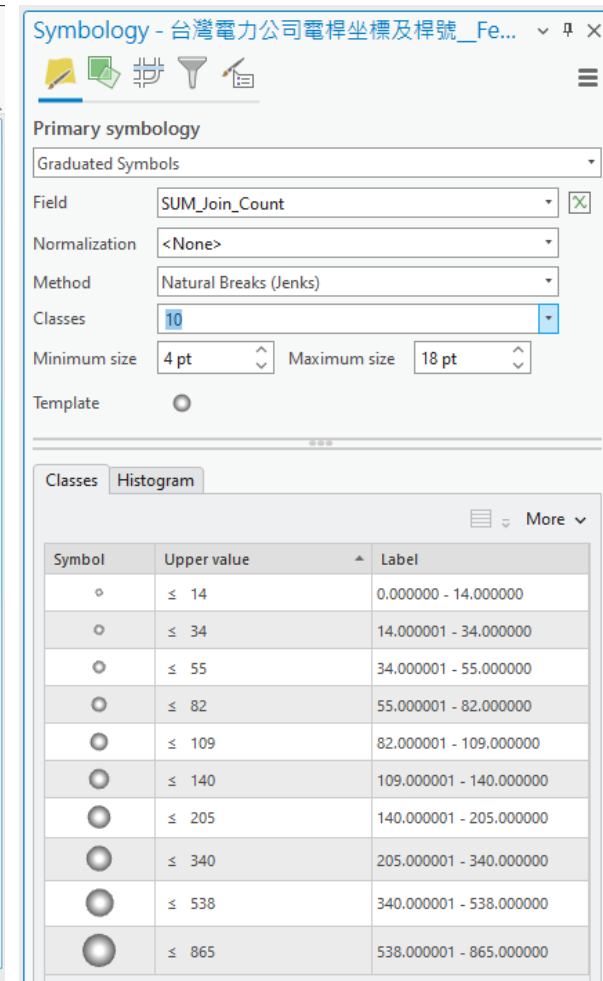 Symbology - 台灣電力公司電桿坐標及桿號__Fe...
Primary symbology
Graduated Symbols
Field SUM_Join_Count
Normalization <None>
Method Natural Breaks (Jenks)
Classes 10
Minimum size 4 pt Maximum size 18 pt
Template
Classes Histogram
More
Symbol Upper value Label
≤ 14 0.000000 - 14.000000
≤ 34 14.000001 - 34.000000
≤ 55 34.000001 - 55.000000
≤ 82 55.000001 - 82.000000
≤ 109 82.000001 - 109.000000
≤ 140 109.000001 - 140.000000
≤ 205 140.000001 - 205.000000
≤ 340 205.000001 - 340.000000
≤ 538 340.000001 - 538.000000
≤ 865 538.000001 - 865.000000